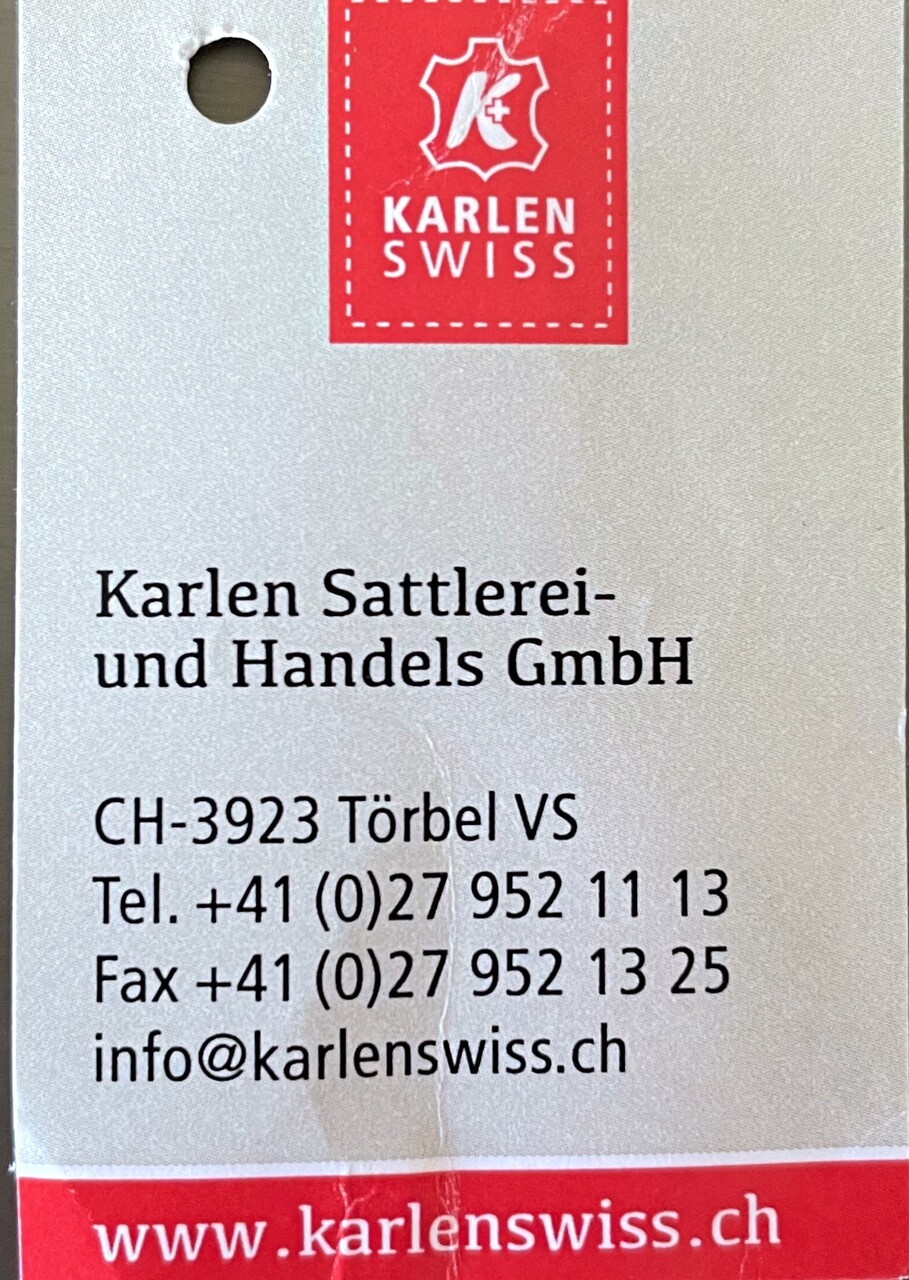 K
KARLEN
SWISS
Karlen Sattlerei-
und Handels GmbH
CH-3923 Törbel VS
Tel. +41 (0)27 952 11 13
Fax +41 (0)27 952 13 25
info@karlenswiss.ch
www.karlenswiss.ch